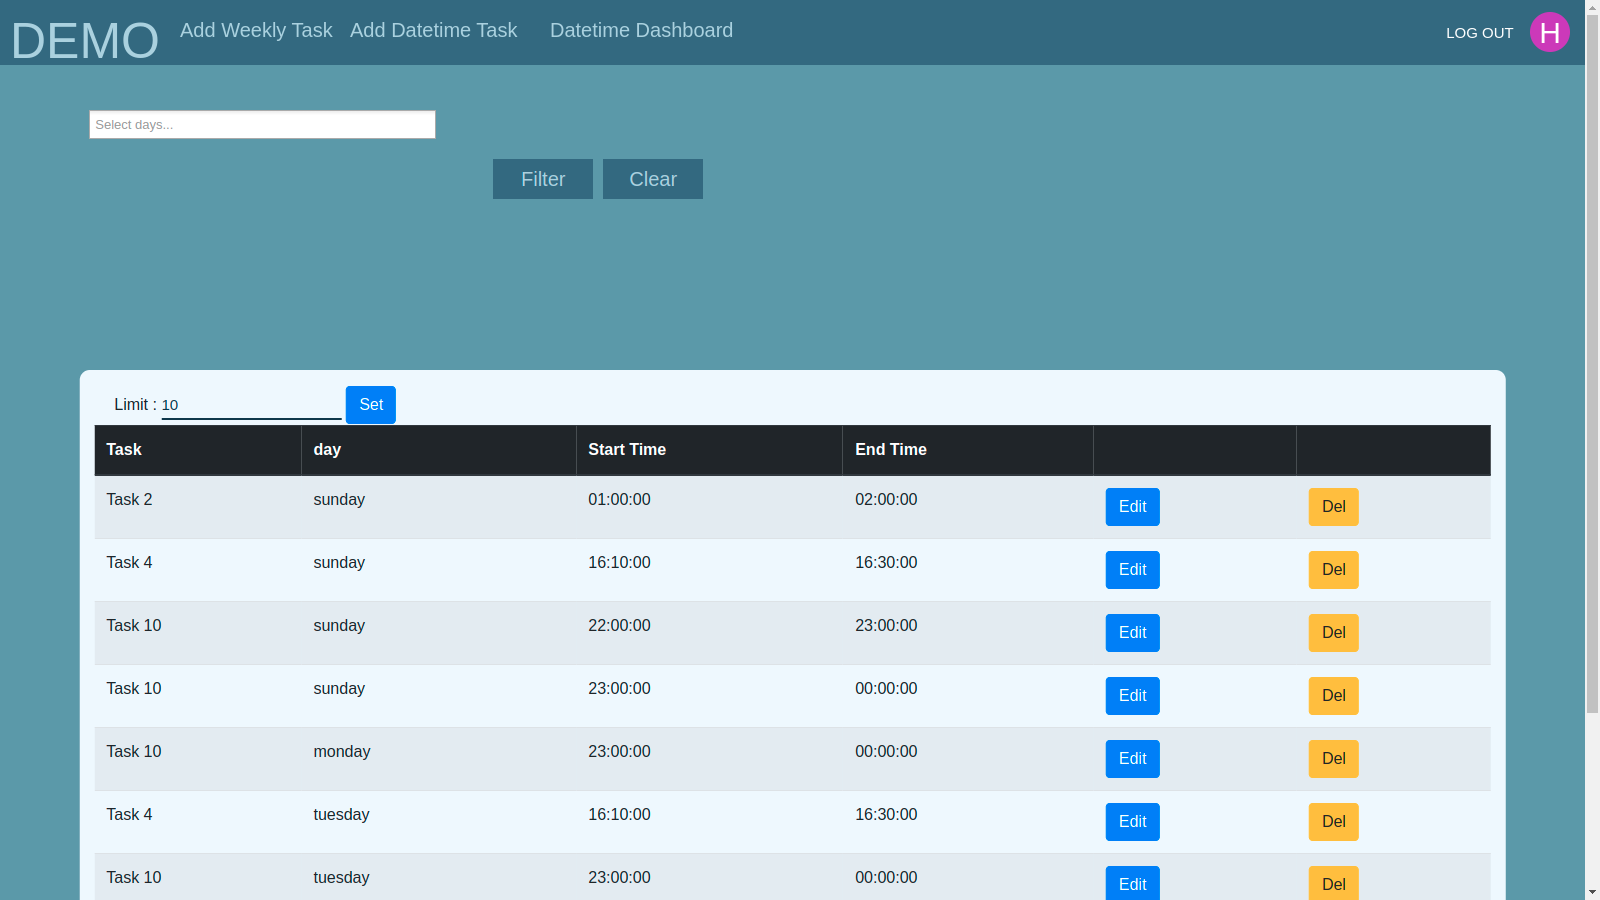 DEMO Add Weekly Task Add Datetime Task Datetime Dashboard LOG OUT H
Select days...
Filter Clear
Limit : 10 Set
Task day Start Time End Time
Task 2 sunday 01:00:00 02:00:00 Edit Del
Task 4 sunday 16:10:00 16:30:00 Edit Del
Task 10 sunday 22:00:00 23:00:00 Edit Del
Task 10 sunday 23:00:00 00:00:00 Edit Del
Task 10 monday 23:00:00 00:00:00 Edit Del
Task 4 tuesday 16:10:00 16:30:00 Edit Del
Task 10 tuesday 23:00:00 00:00:00 Edit Del